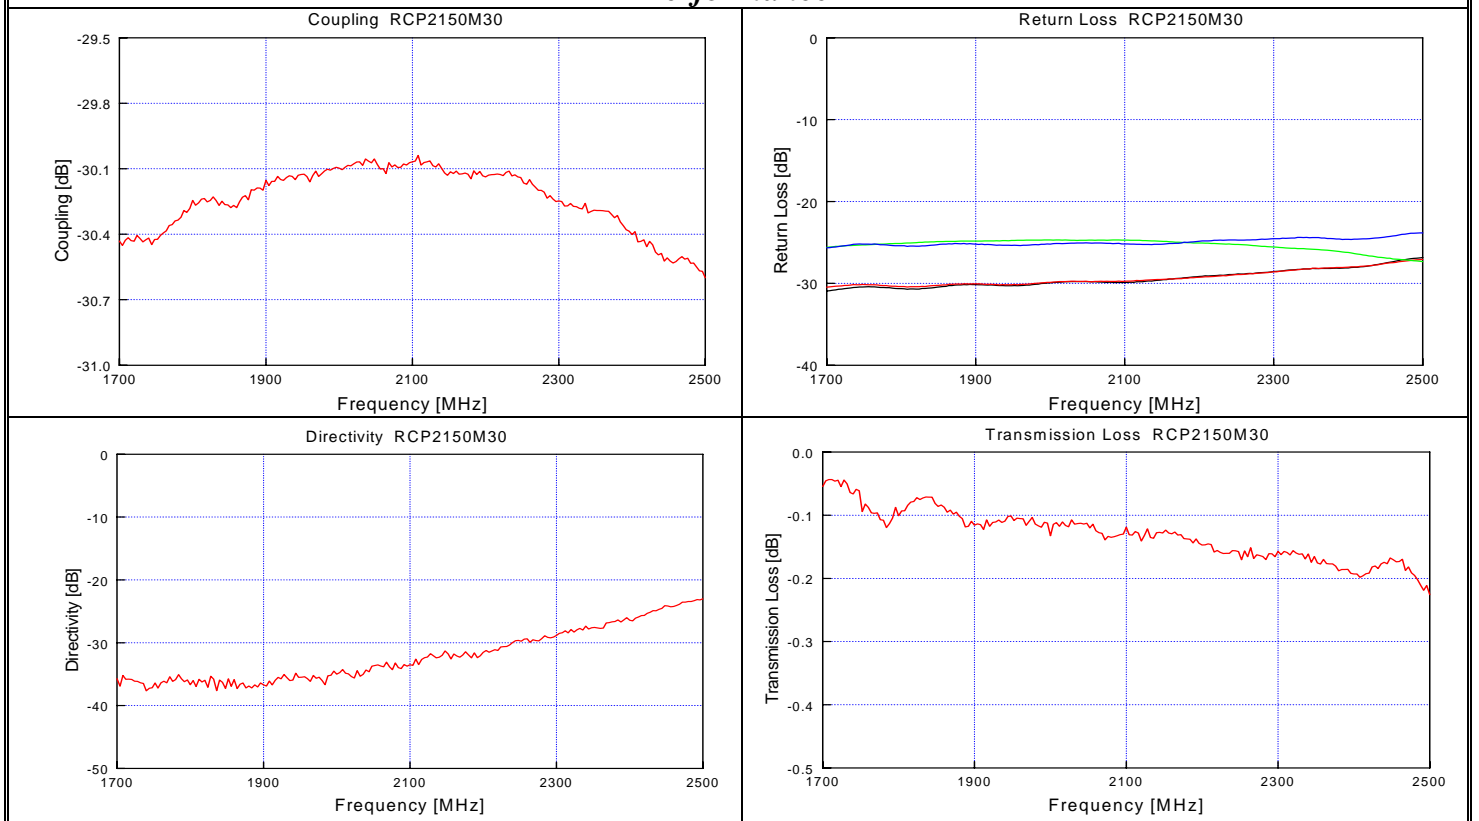 Coupling RCP2150M30
-29.5
-29.8
-30.1
-30.4
-30.7
-31.0
1700 1900 2100 2300 2500
Coupling [dB]
Frequency [MHz]
Return Loss RCP2150M30
0
-10
-20
-30
-40
1700 1900 2100 2300 2500
Return Loss [dB]
Frequency [MHz]
Directivity RCP2150M30
0
-10
-20
-30
-40
-50
1700 1900 2100 2300 2500
Directivity [dB]
Frequency [MHz]
Transmission Loss RCP2150M30
0.0
-0.1
-0.2
-0.3
-0.4
-0.5
1700 1900 2100 2300 2500
Transmission Loss [dB]
Frequency [MHz]